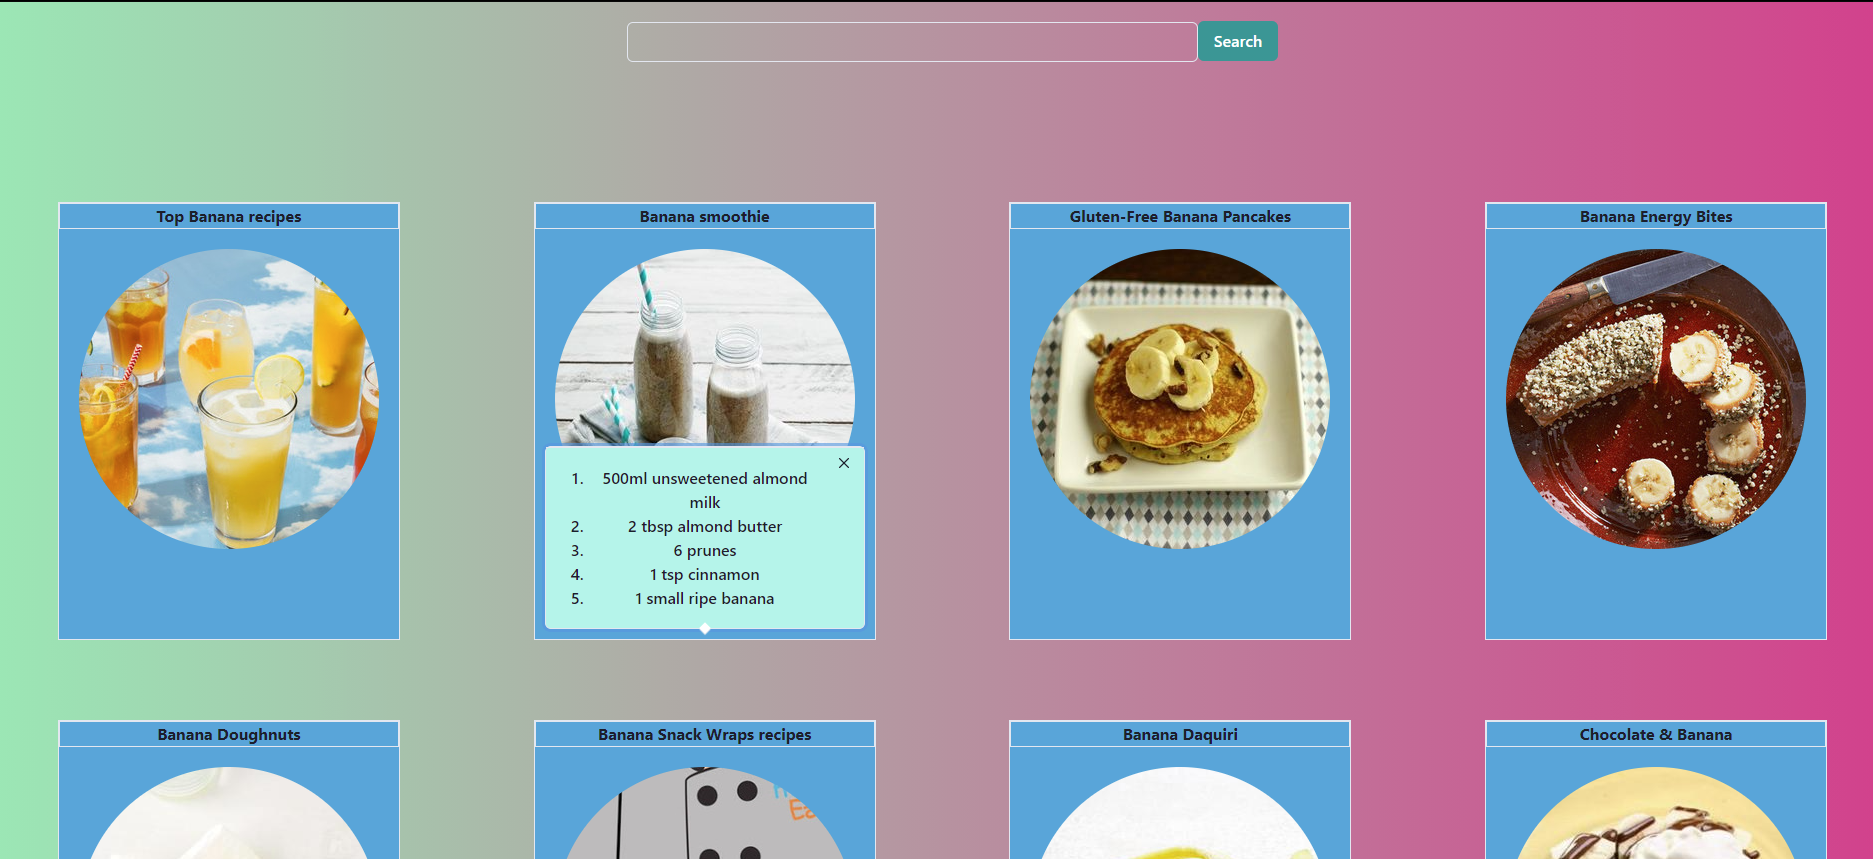 Search
Top Banana recipes
Banana smoothie
Gluten-Free Banana Pancakes
Banana Energy Bites
1. 500ml unsweetened almond
milk
2. 2 tbsp almond butter
3. 6 prunes
4. 1 tsp cinnamon
5. 1 small ripe banana
Banana Doughnuts
Banana Snack Wraps recipes
Banana Daquiri
Chocolate & Banana